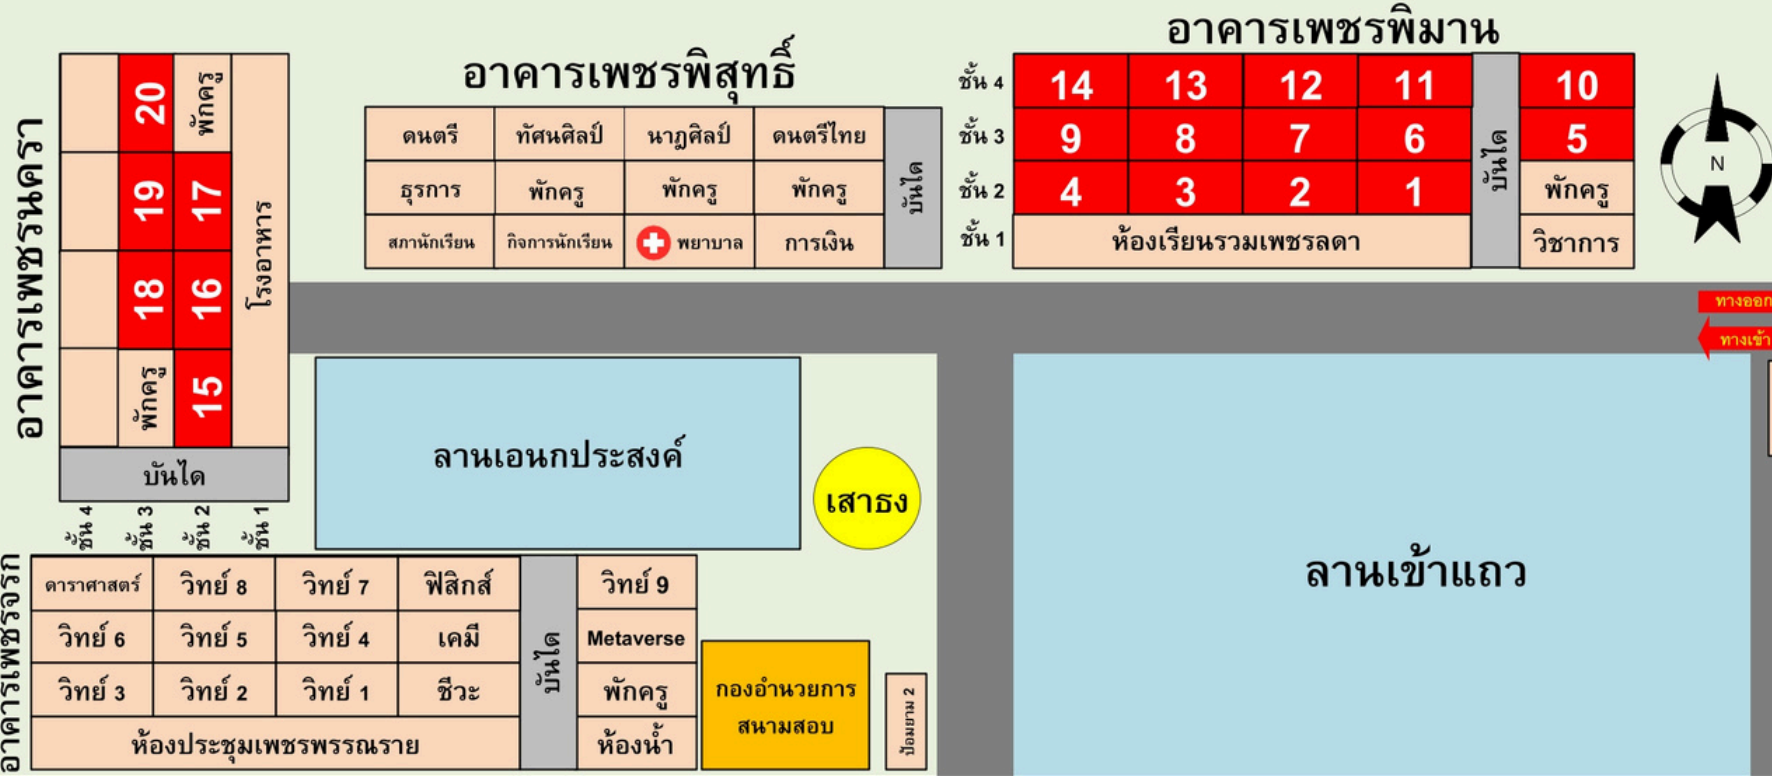 อาคารเพชรพิมาน
ชั้น 4
14
13
12
11
10
ชั้น 3
9
8
7
6
5
ชั้น 2
4
3
2
1
พักครู
ชั้น 1
ห้องเรียนรวมเพชรลดา
บันได
วิชาการ
N
อาคารเพชรพิสุทธิ์
ดนตรี
ทัศนศิลป์
นาฎศิลป์
ดนตรีไทย
ธุรการ
พักครู
พักครู
พักครู
สภานักเรียน
กิจการนักเรียน
พยาบาล
การเงิน
บันได
อาคารเพชรนครา
20
พักครู
19
17
18
16
พักครู
15
โรงอาหาร
บันได
ชั้น 4
ชั้น 3
ชั้น 2
ชั้น 1
ทางออก
ทางเข้า
ลานเอนกประสงค์
เสาธง
ลานเข้าแถว
อาคารเพชรจรก
ดาราศาสตร์
วิทย์ 8
วิทย์ 7
ฟิสิกส์
วิทย์ 9
วิทย์ 6
วิทย์ 5
วิทย์ 4
เคมี
Metaverse
วิทย์ 3
วิทย์ 2
วิทย์ 1
ชีวะ
พักครู
ห้องประชุมเพชรพรรณราย
บันได
ห้องน้ำ
กองอำนวยการ
สนามสอบ
ป้อมยาม 2